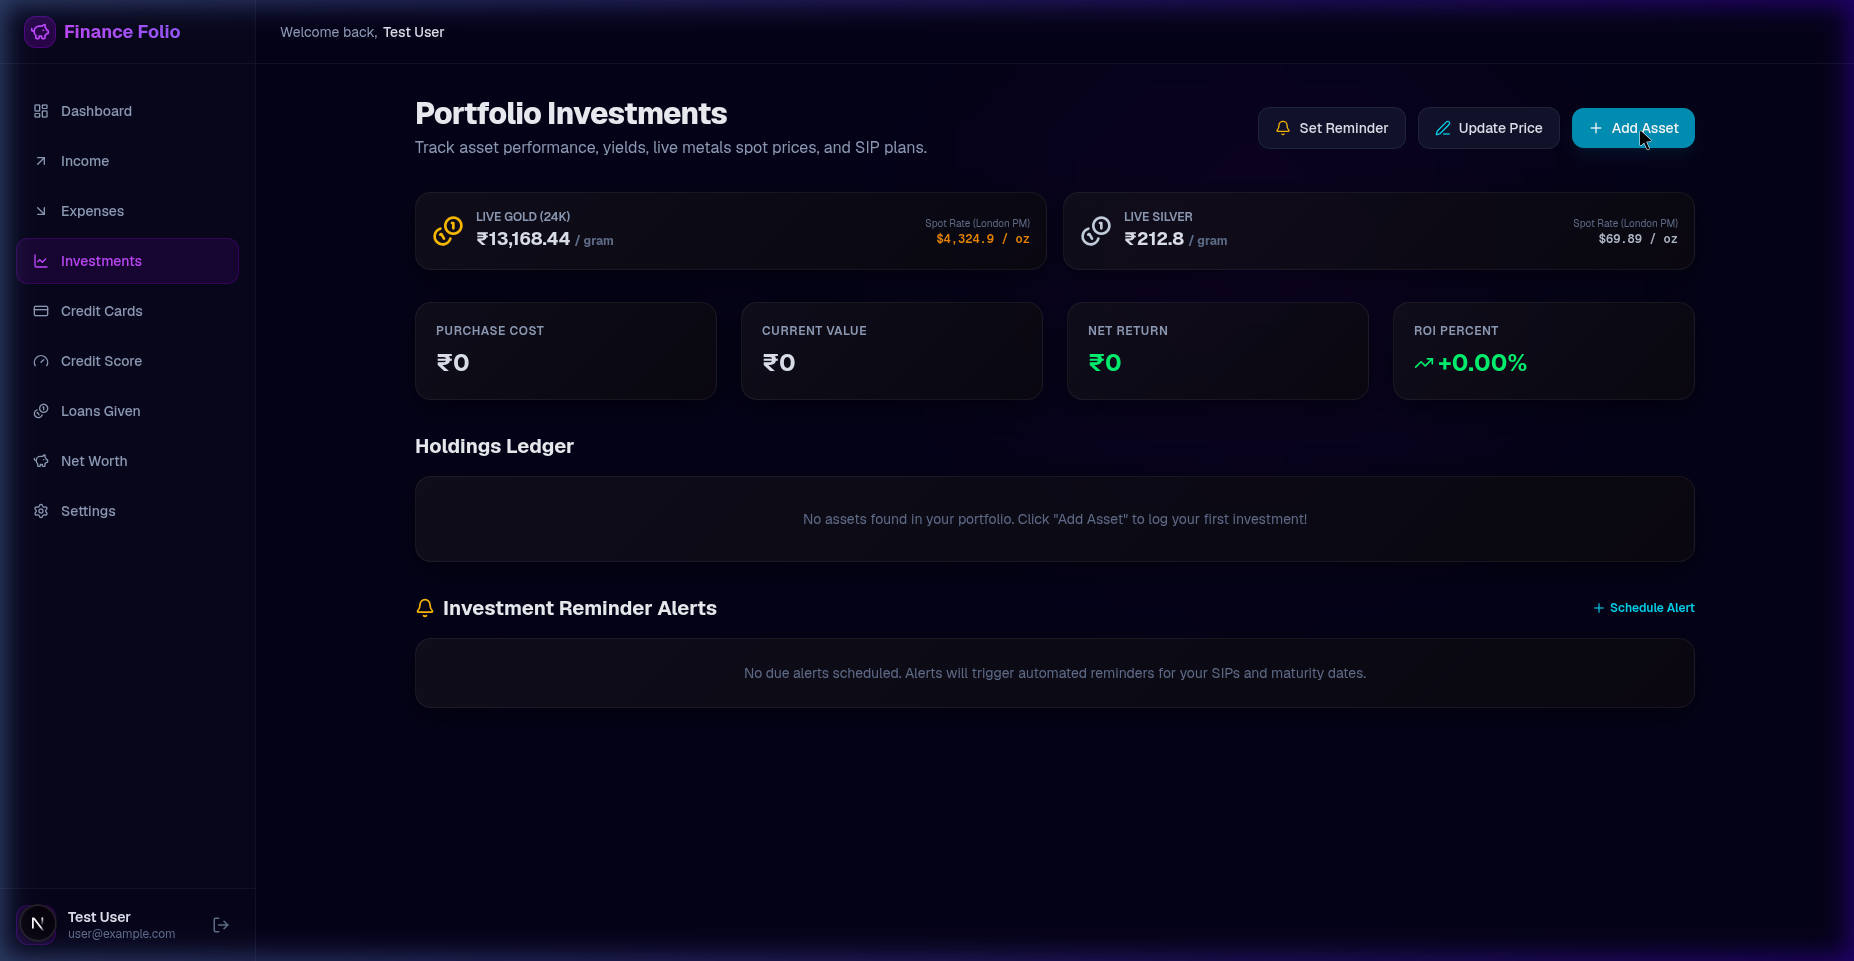 Finance Folio
Welcome back, Test User
Dashboard
Income
Expenses
Investments
Credit Cards
Credit Score
Loans Given
Net Worth
Settings
Portfolio Investments
Track asset performance, yields, live metals spot prices, and SIP plans.
Set Reminder
Update Price
Add Asset
LIVE GOLD (24K)
₹13,168.44 / gram
Spot Rate (London PM)
$4,324.9 / oz
LIVE SILVER
₹212.8 / gram
Spot Rate (London PM)
$69.89 / oz
PURCHASE COST
₹0
CURRENT VALUE
₹0
NET RETURN
₹0
ROI PERCENT
+0.00%
Holdings Ledger
No assets found in your portfolio. Click "Add Asset" to log your first investment!
Investment Reminder Alerts
+ Schedule Alert
No due alerts scheduled. Alerts will trigger automated reminders for your SIPs and maturity dates.
N
Test User
user@example.com